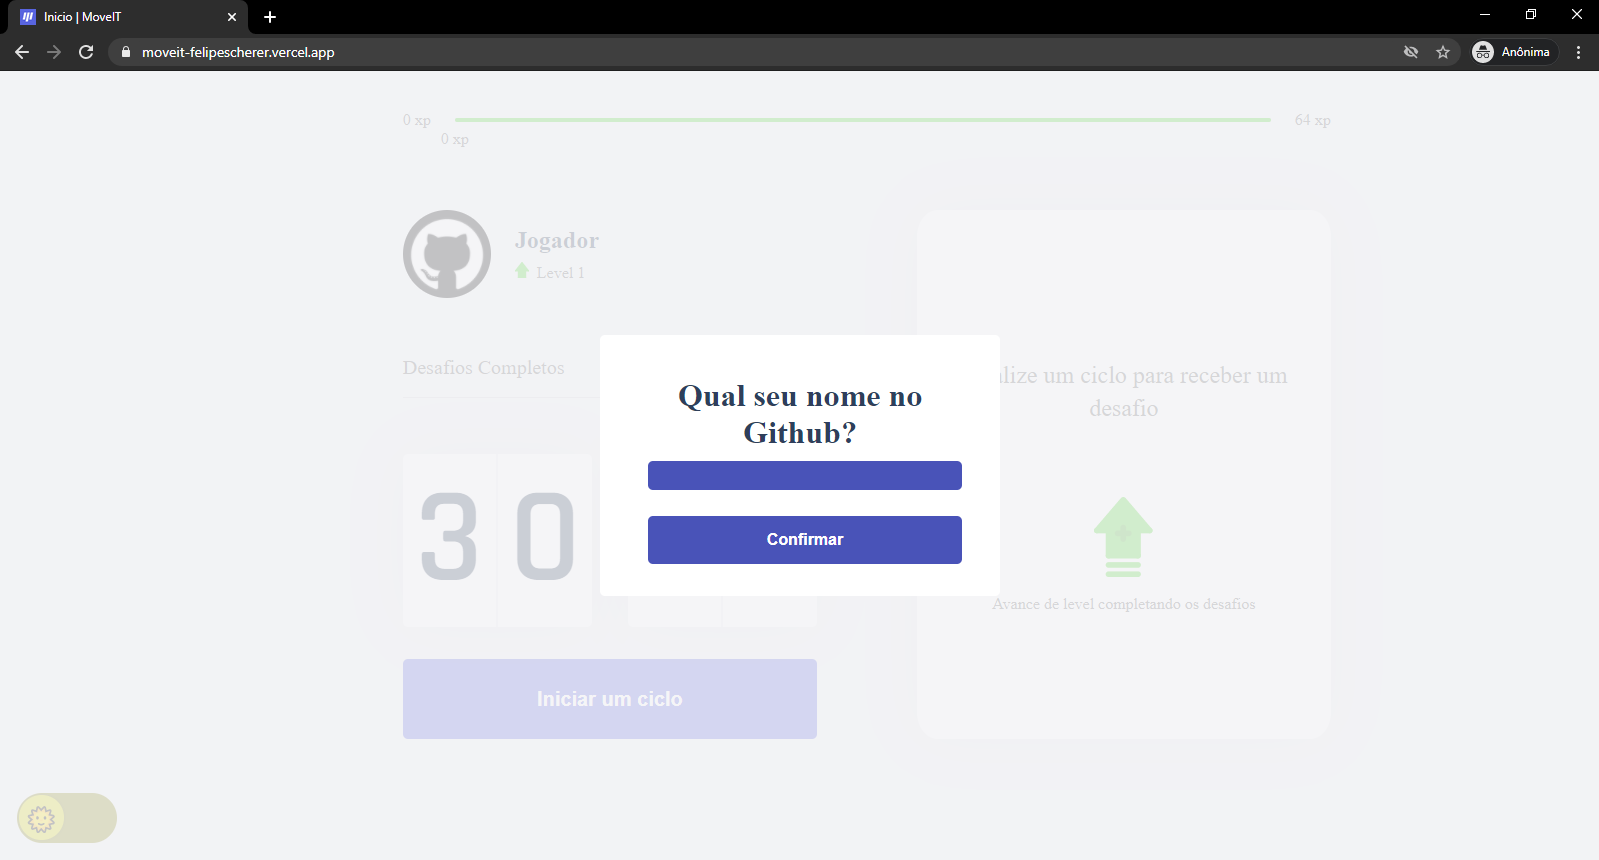 Inicio | MoveIT
moveit-felipescherer.vercel.app
Anônima
0 xp
64 xp
0 xp
Jogador
Level 1
Desafios Completos
lize um ciclo para receber um
desafio
Qual seu nome no
Github?
Confirmar
30
Avance de level completando os desafios
Iniciar um ciclo